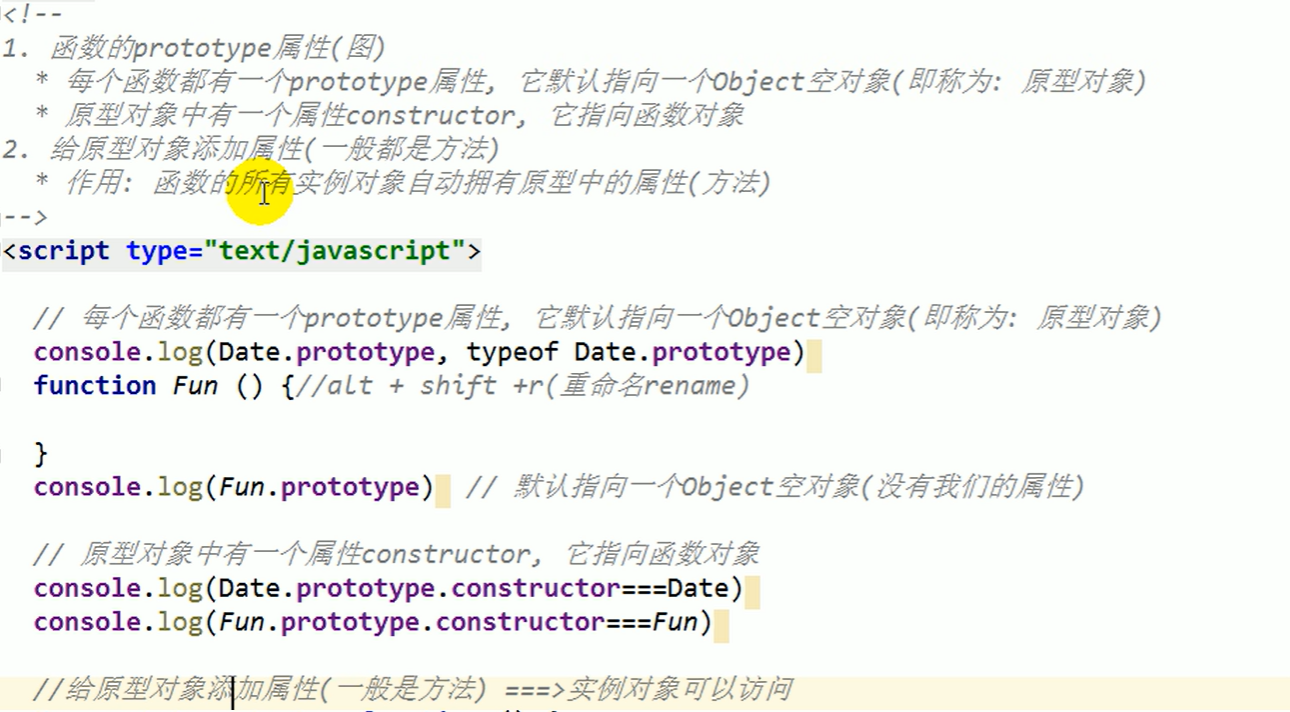 <!--
1. 函数的prototype属性(图)
* 每个函数都有一个prototype属性, 它默认指向一个Object空对象(即称为: 原型对象)
* 原型对象中有一个属性constructor, 它指向函数对象
2. 给原型对象添加属性(一般都是方法)
* 作用: 函数的所有实例对象自动拥有原型中的属性(方法)
-->
<script type="text/javascript">
// 每个函数都有一个prototype属性, 它默认指向一个Object空对象(即称为: 原型对象)
console.log(Date.prototype, typeof Date.prototype)
function Fun () {//alt + shift +r(重命名rename)
}
console.log(Fun.prototype) // 默认指向一个Object空对象(没有我们的属性)
// 原型对象中有一个属性constructor, 它指向函数对象
console.log(Date.prototype.constructor===Date)
console.log(Fun.prototype.constructor===Fun)
//给原型对象添加属性(一般是方法) ===>实例对象可以访问